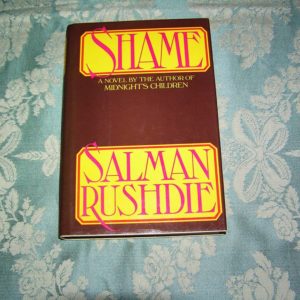 SHAME
A NOVEL BY THE AUTHOR OF
MIDNIGHT'S CHILDREN
SALMAN
RUSHDIE